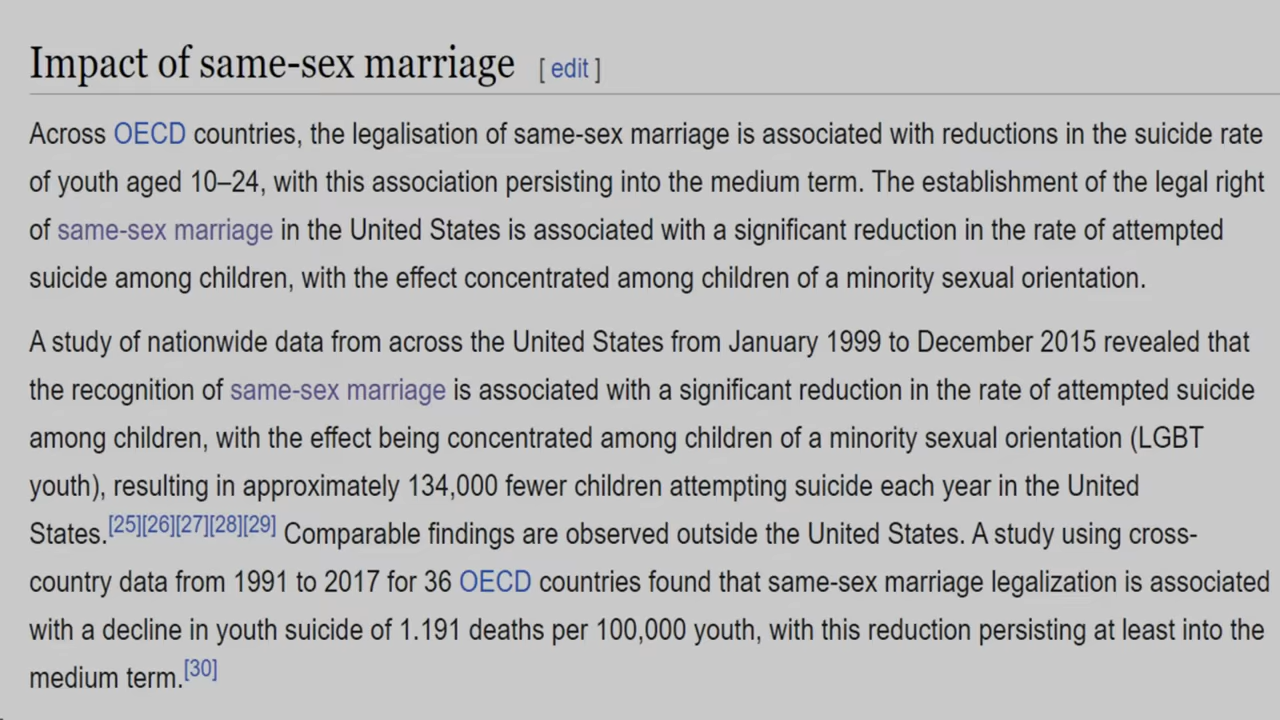 Impact of same-sex marriage [ edit ]
Across OECD countries, the legalisation of same-sex marriage is associated with reductions in the suicide rate
of youth aged 10–24, with this association persisting into the medium term. The establishment of the legal right
of same-sex marriage in the United States is associated with a significant reduction in the rate of attempted
suicide among children, with the effect concentrated among children of a minority sexual orientation.
A study of nationwide data from across the United States from January 1999 to December 2015 revealed that
the recognition of same-sex marriage is associated with a significant reduction in the rate of attempted suicide
among children, with the effect being concentrated among children of a minority sexual orientation (LGBT
youth), resulting in approximately 134,000 fewer children attempting suicide each year in the United
States.[25][26][27][28][29] Comparable findings are observed outside the United States. A study using cross-
country data from 1991 to 2017 for 36 OECD countries found that same-sex marriage legalization is associated
with a decline in youth suicide of 1.191 deaths per 100,000 youth, with this reduction persisting at least into the
medium term.[30]